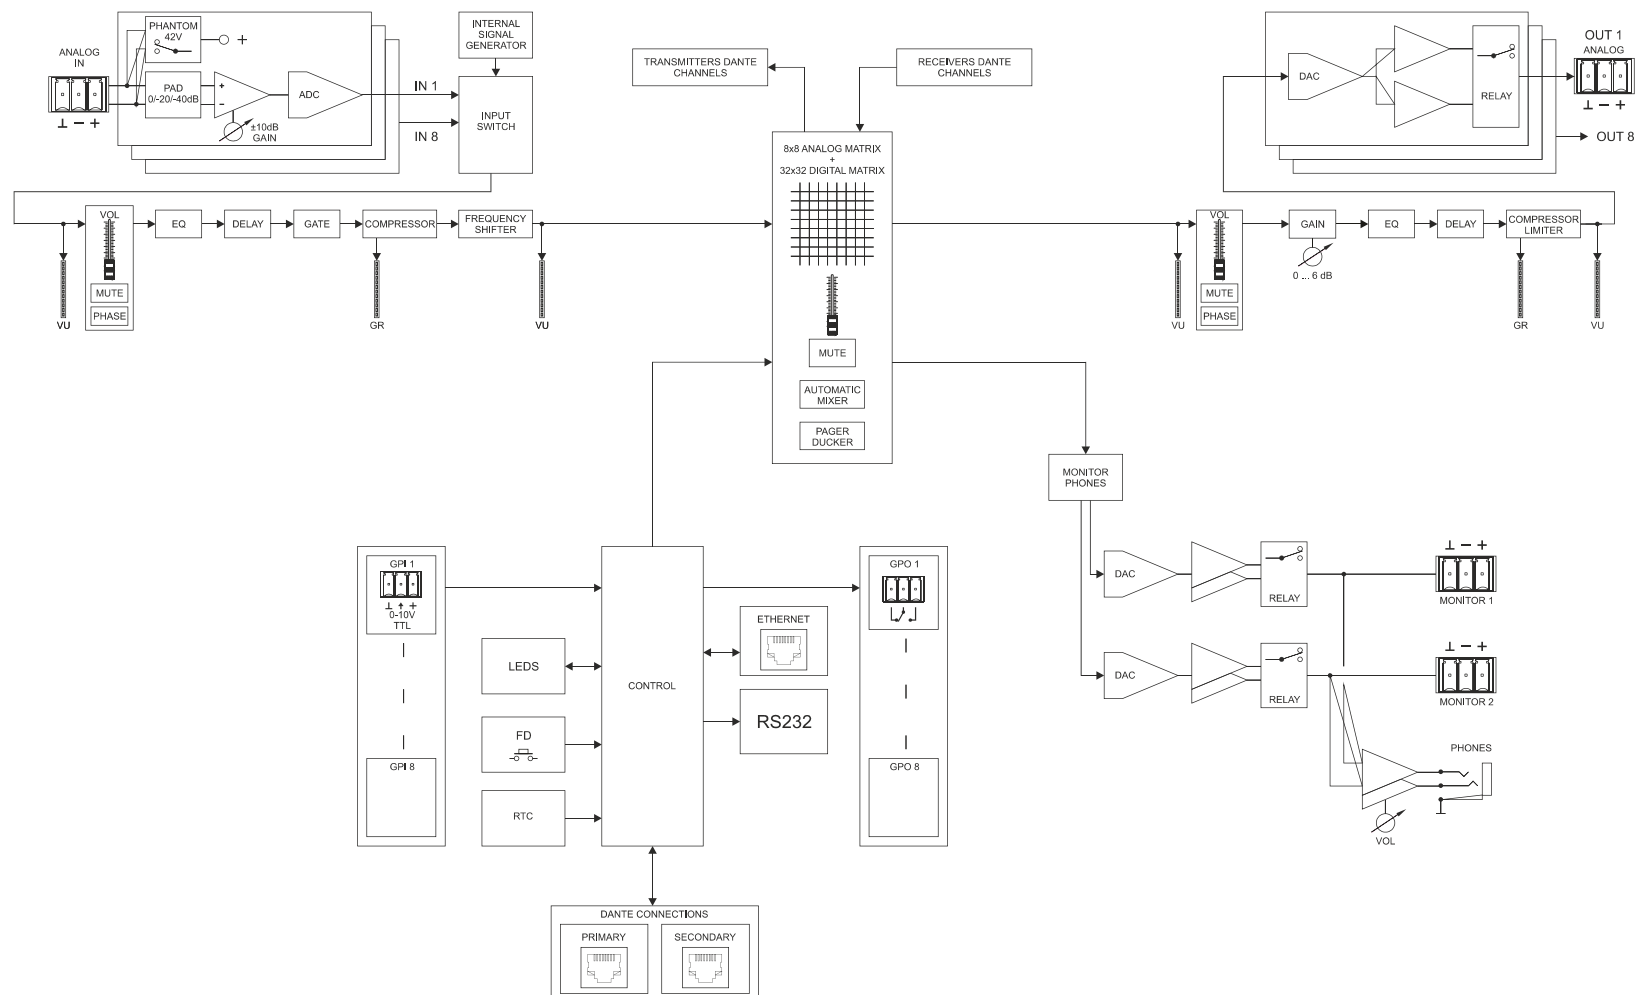 PHANTOM
42V
+
ANALOG
IN
⊥ − +
PAD
0/-20/-40dB
+
−
±10dB
GAIN
ADC
IN 1
IN 8
INTERNAL
SIGNAL
GENERATOR
INPUT
SWITCH
TRANSMITTERS DANTE
CHANNELS
RECEIVERS DANTE
CHANNELS
DAC
RELAY
OUT 1
ANALOG
⊥ − +
OUT 8
VU
VOL
MUTE
PHASE
EQ
DELAY
GATE
COMPRESSOR
GR
FREQUENCY
SHIFTER
VU
8x8 ANALOG MATRIX
+
32x32 DIGITAL MATRIX
MUTE
AUTOMATIC
MIXER
PAGER
DUCKER
VU
VOL
MUTE
PHASE
GAIN
0 ... 6 dB
EQ
DELAY
COMPRESSOR
LIMITER
GR
VU
MONITOR
PHONES
DAC
RELAY
⊥ − +
MONITOR 1
DAC
RELAY
⊥ − +
MONITOR 2
PHONES
VOL
GPI 1
⊥ +
0-10V
TTL
GPI 8
LEDS
FD
RTC
CONTROL
ETHERNET
RS232
GPO 1
GPO 8
DANTE CONNECTIONS
PRIMARY
SECONDARY